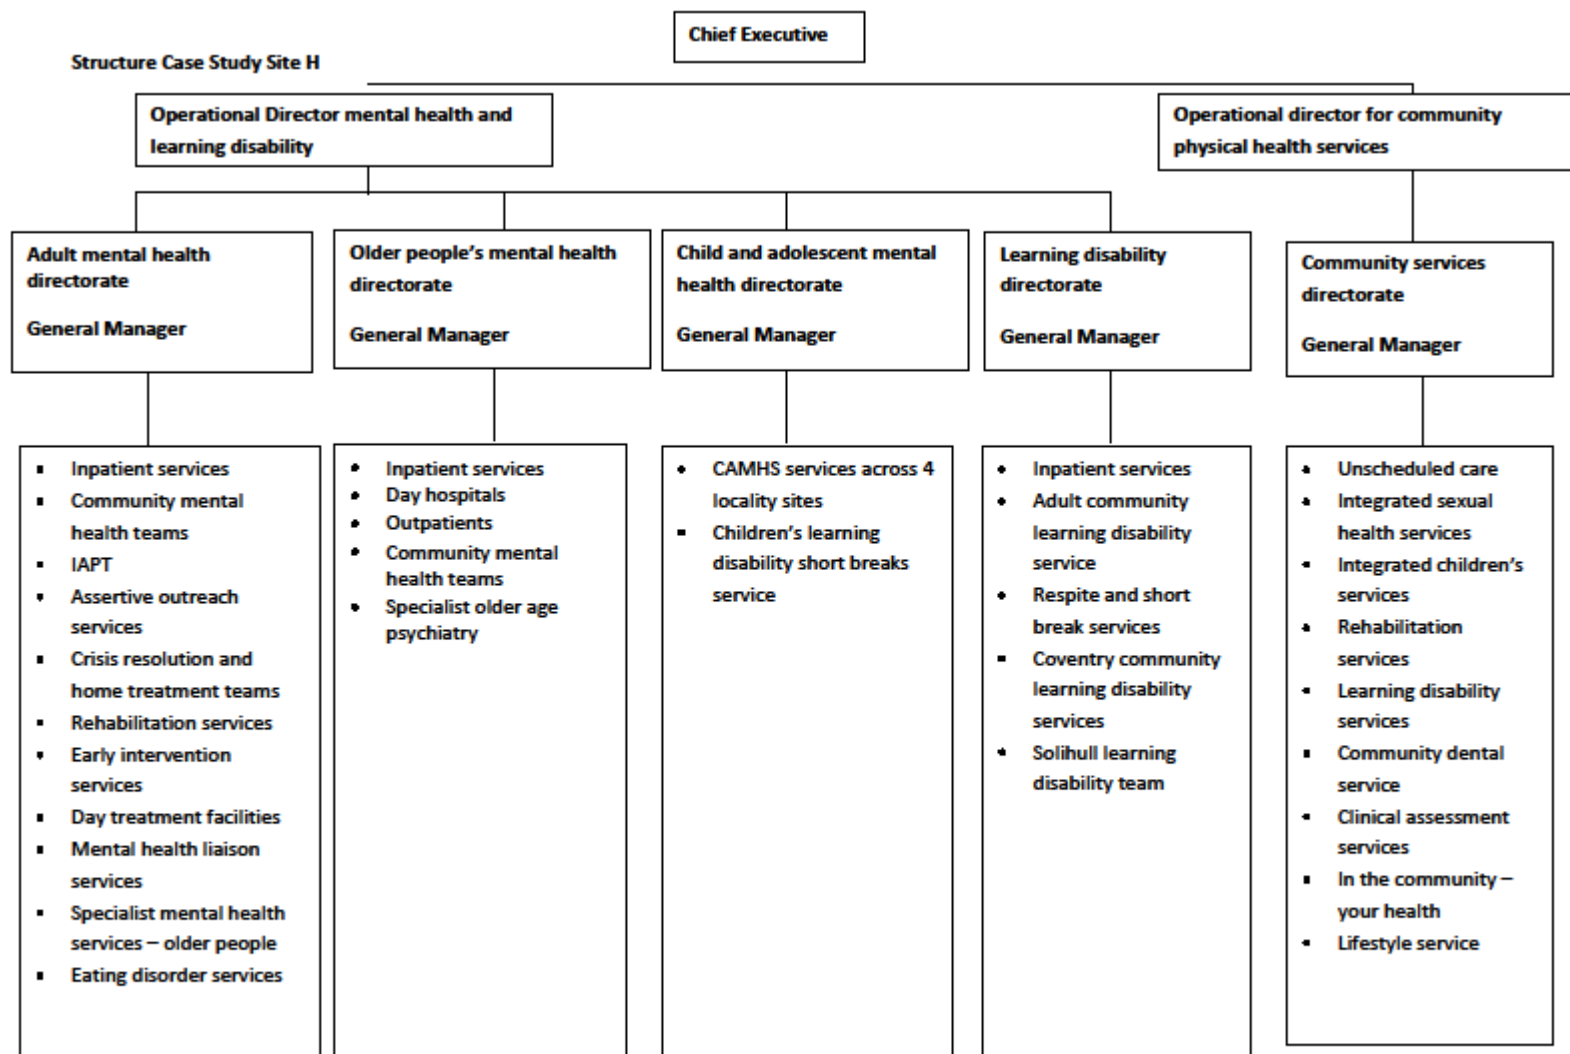 Chief Executive
Structure Case Study Site H
Operational Director mental health and
learning disability
Operational director for community
physical health services
Adult mental health
directorate
General Manager
Older people’s mental health
directorate
General Manager
Child and adolescent mental
health directorate
General Manager
Learning disability
directorate
General Manager
Community services
directorate
General Manager
▪ Inpatient services
▪ Community mental
health teams
▪ IAPT
• Assertive outreach
services
▪ Crisis resolution and
home treatment teams
▪ Rehabilitation services
• Early intervention
services
▪ Day treatment facilities
▪ Mental health liaison
services
▪ Specialist mental health
services – older people
▪ Eating disorder services
• Inpatient services
• Day hospitals
• Outpatients
• Community mental
health teams
• Specialist older age
psychiatry
• CAMHS services across 4
locality sites
▪ Children’s learning
disability short breaks
service
• Inpatient services
• Adult community
learning disability
service
• Respite and short
break services
▪ Coventry community
learning disability
services
• Solihull learning
disability team
• Unscheduled care
• Integrated sexual
health services
• Integrated children’s
services
• Rehabilitation
services
• Learning disability
services
• Community dental
service
• Clinical assessment
services
▪ In the community –
your health
• Lifestyle service